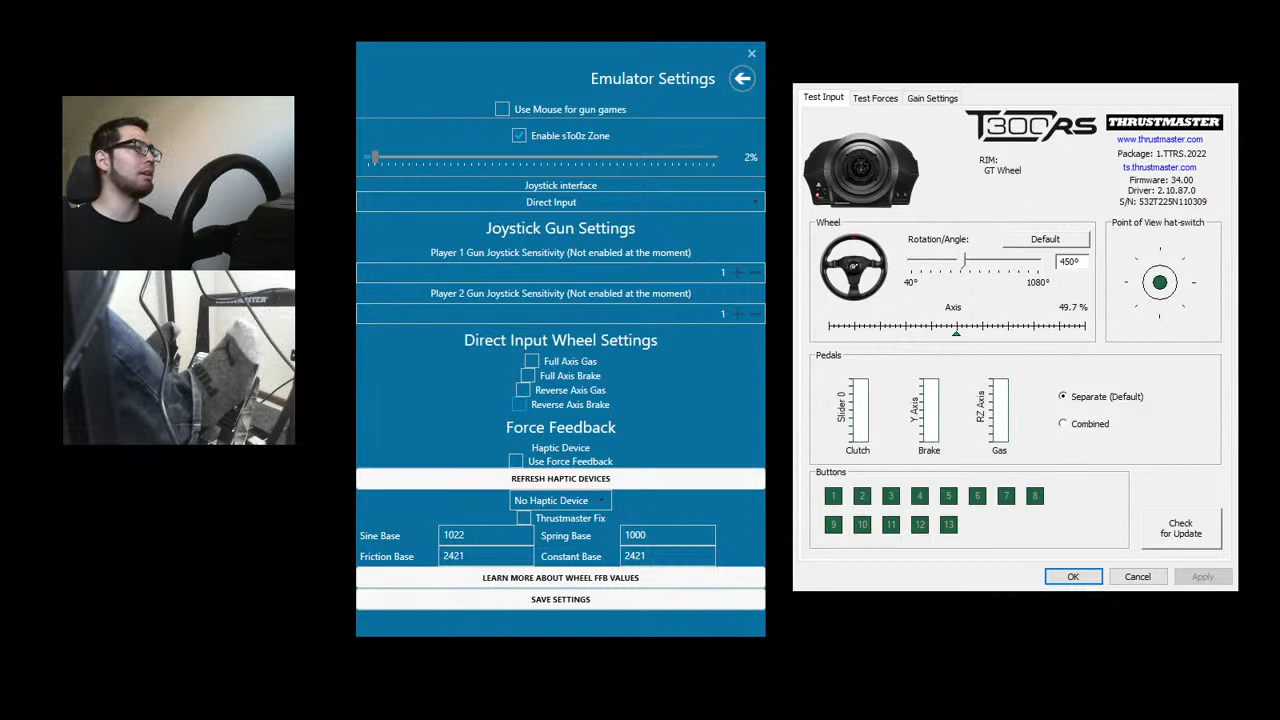 THRUSTMASTER
Emulator Settings
Use Mouse for gun games
Enable sTo0z Zone
2%
Joystick interface
Direct Input
Joystick Gun Settings
Player 1 Gun Joystick Sensitivity (Not enabled at the moment)
1
Player 2 Gun Joystick Sensitivity (Not enabled at the moment)
1
Direct Input Wheel Settings
Full Axis Gas
Full Axis Brake
Reverse Axis Gas
Reverse Axis Brake
Force Feedback
Haptic Device
Use Force Feedback
REFRESH HAPTIC DEVICES
No Haptic Device
Thrustmaster Fix
Sine Base 1022 Spring Base 1000
Friction Base 2421 Constant Base 2421
LEARN MORE ABOUT WHEEL FFB VALUES
SAVE SETTINGS
Test Input Test Forces Gain Settings
T300RS THRUSTMASTER
www.thrustmaster.com
RIM:
GT Wheel
Package: 1.TTRS.2022
ts.thrustmaster.com
Firmware: 34.00
Driver: 2.10.87.0
S/N: 532T225N110309
Wheel
Rotation/Angle: Default
450°
40° 1080°
Axis 49.7 %
Point of View hat-switch
Pedals
Slider 0 Y Axis RZ Axis
Clutch Brake Gas
Separate (Default)
Combined
Buttons
1 2 3 4 5 6 7 8
9 10 11 12 13
Check
for Update
OK Cancel Apply